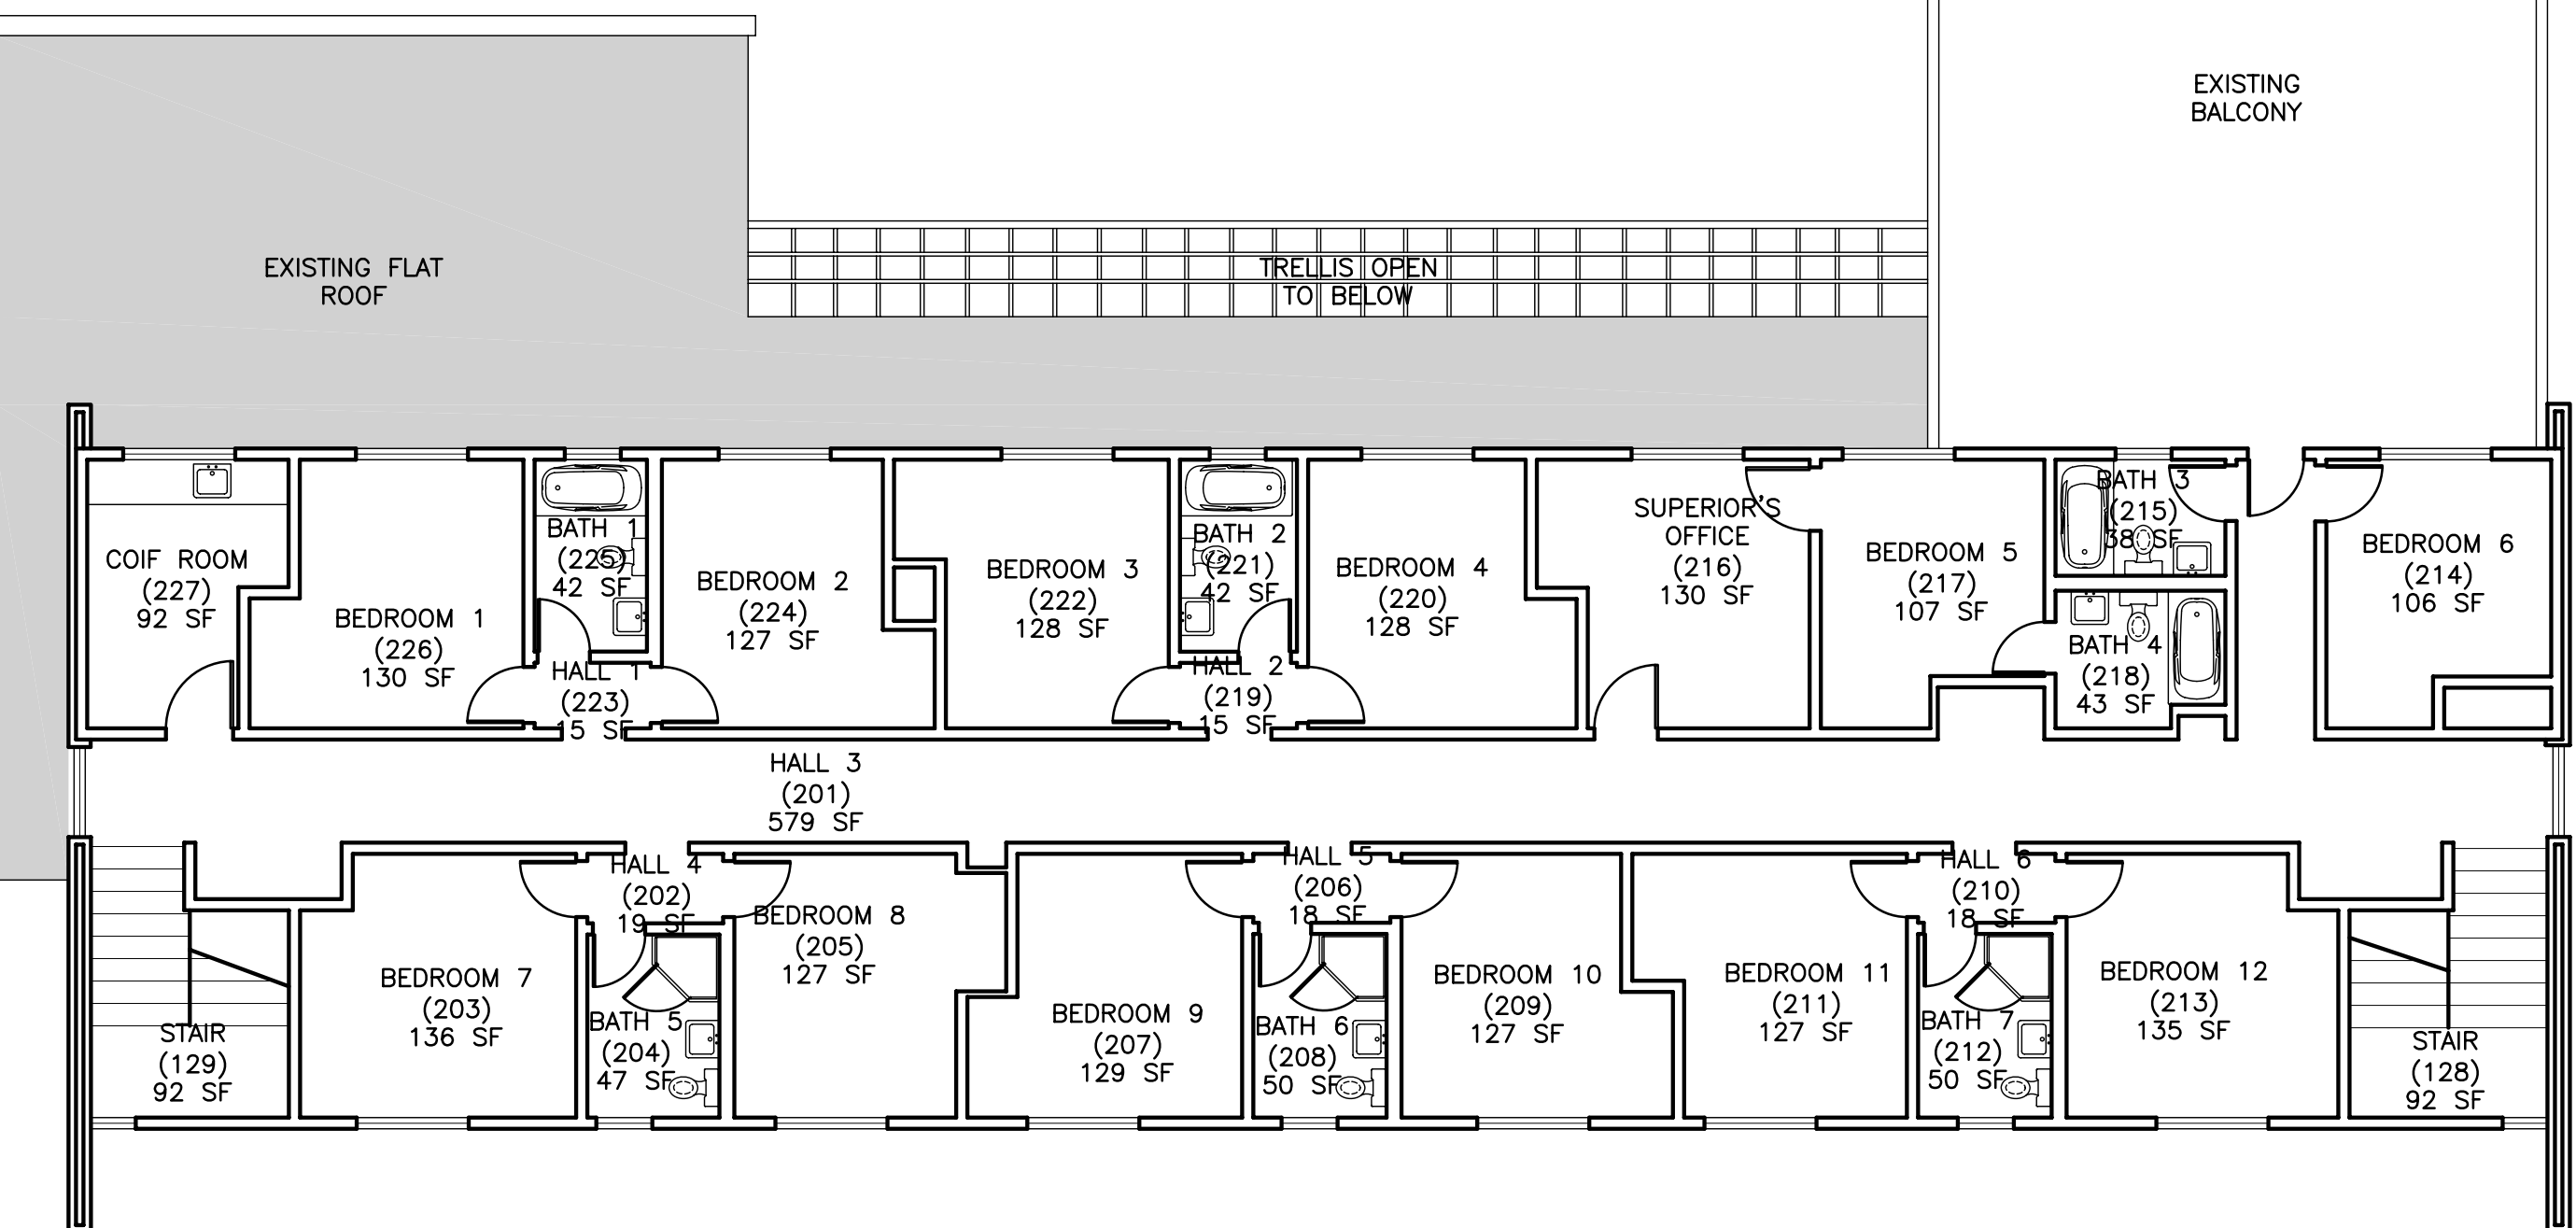 EXISTING
BALCONY
EXISTING FLAT
ROOF
TRELLIS OPEN
TO BELOW
COIF ROOM
(227)
92 SF
BEDROOM 1
(226)
130 SF
BATH 1
(225)
42 SF
HALL 1
(223)
15 SF
BEDROOM 2
(224)
127 SF
BEDROOM 3
(222)
128 SF
BATH 2
(221)
42 SF
HALL 2
(219)
15 SF
BEDROOM 4
(220)
128 SF
SUPERIOR'S
OFFICE
(216)
130 SF
BEDROOM 5
(217)
107 SF
BATH 3
(215)
38 SF
BATH 4
(218)
43 SF
BEDROOM 6
(214)
106 SF
HALL 3
(201)
579 SF
STAIR
(129)
92 SF
BEDROOM 7
(203)
136 SF
HALL 4
(202)
19 SF
BATH 5
(204)
47 SF
BEDROOM 8
(205)
127 SF
BEDROOM 9
(207)
129 SF
HALL 5
(206)
18 SF
BATH 6
(208)
50 SF
BEDROOM 10
(209)
127 SF
BEDROOM 11
(211)
127 SF
HALL 6
(210)
18 SF
BATH 7
(212)
50 SF
BEDROOM 12
(213)
135 SF
STAIR
(128)
92 SF